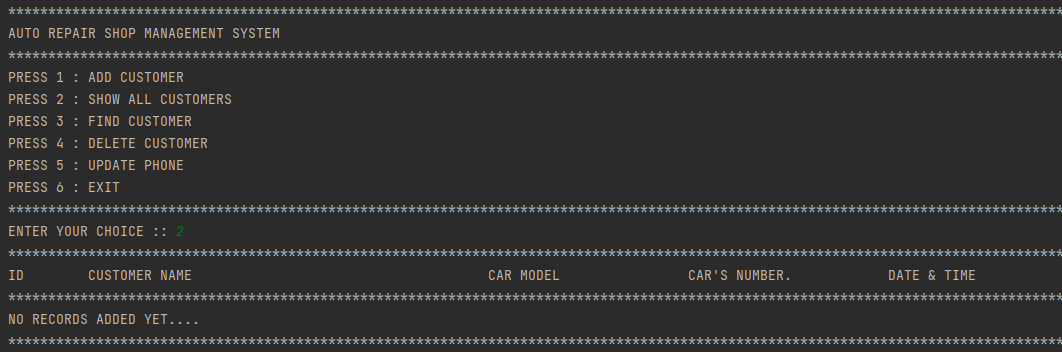 ************************************************************************************************************************************
AUTO REPAIR SHOP MANAGEMENT SYSTEM
************************************************************************************************************************************
PRESS 1 : ADD CUSTOMER
PRESS 2 : SHOW ALL CUSTOMERS
PRESS 3 : FIND CUSTOMER
PRESS 4 : DELETE CUSTOMER
PRESS 5 : UPDATE PHONE
PRESS 6 : EXIT
************************************************************************************************************************************
ENTER YOUR CHOICE :: 2
************************************************************************************************************************************
ID        CUSTOMER NAME                                     CAR MODEL                CAR'S NUMBER.            DATE & TIME
************************************************************************************************************************************
NO RECORDS ADDED YET....
************************************************************************************************************************************